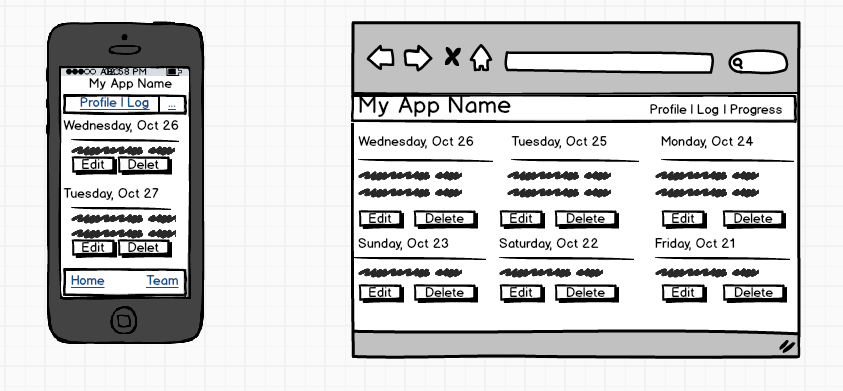 58 PM
My App Name
Profile | Log ...
Wednesday, Oct 26
Edit Delet
Tuesday, Oct 27
Edit Delet
Home Team
My App Name Profile | Log | Progress
Wednesday, Oct 26 Tuesday, Oct 25 Monday, Oct 24
Edit Delete Edit Delete Edit Delete
Sunday, Oct 23 Saturday, Oct 22 Friday, Oct 21
Edit Delete Edit Delete Edit Delete